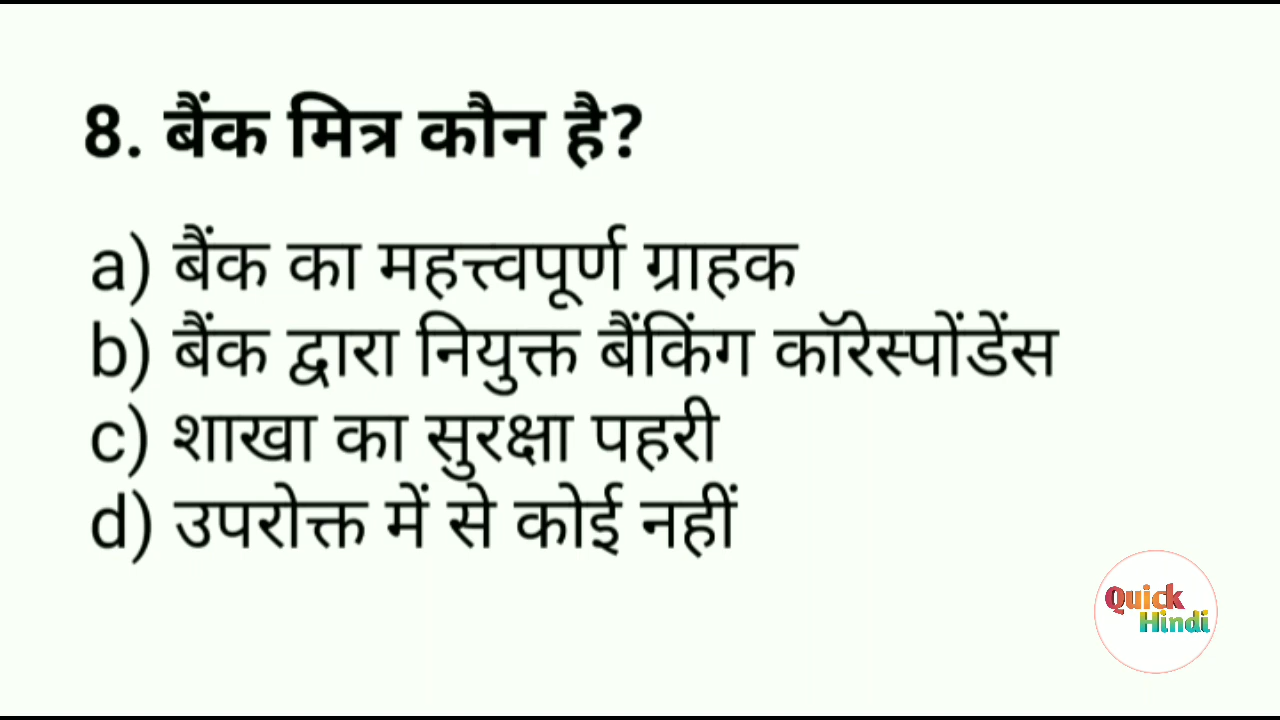 8. बैंक मित्र कौन है?
a) बैंक का महत्त्वपूर्ण ग्राहक
b) बैंक द्वारा नियुक्त बैंकिंग कॉरेस्पोंडेंस
c) शाखा का सुरक्षा पहरी
d) उपरोक्त में से कोई नहीं
Quick
Hindi